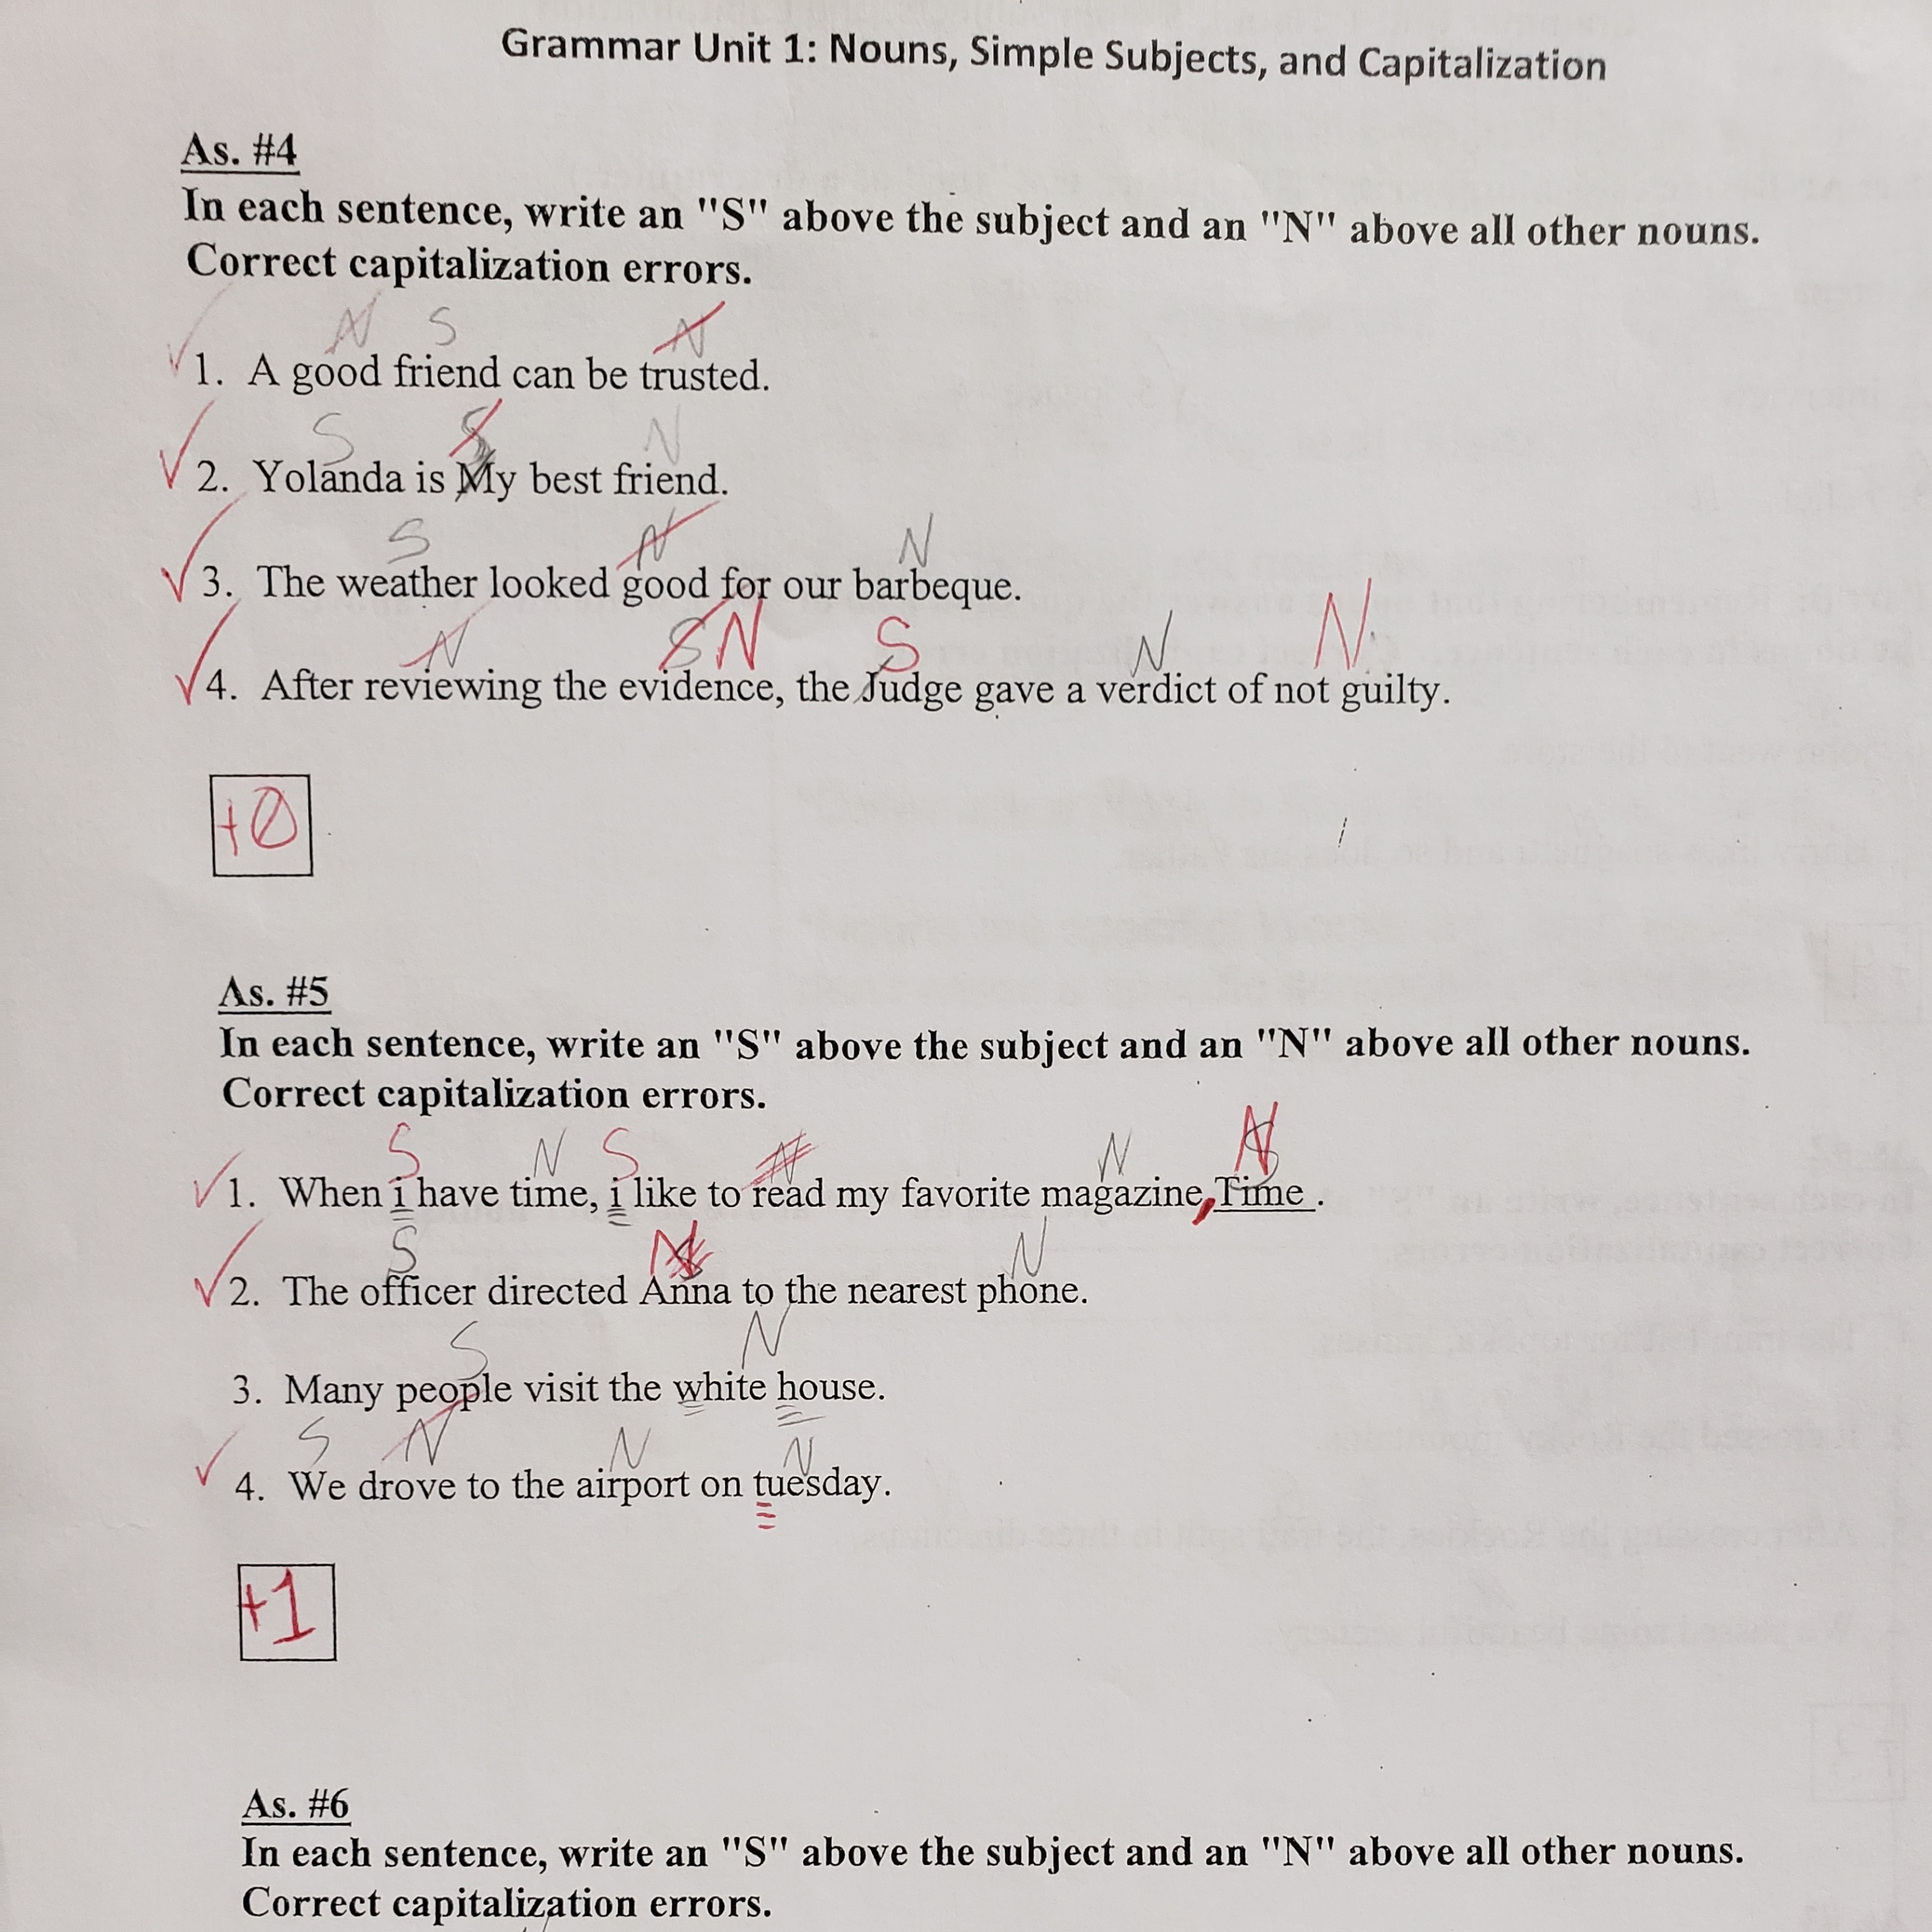 Grammar Unit 1: Nouns, Simple Subjects, and Capitalization
As. #4
In each sentence, write an "S" above the subject and an "N" above all other nouns.
Correct capitalization errors.
N S N
1. A good friend can be trusted.
S S N
2. Yolanda is My best friend.
S N N
3. The weather looked good for our barbeque.
N S N S N N
4. After reviewing the evidence, the Judge gave a verdict of not guilty.
+0
As. #5
In each sentence, write an "S" above the subject and an "N" above all other nouns.
Correct capitalization errors.
S N S N N N
1. When i have time, i like to read my favorite magazine, Time .
S N N
2. The officer directed Anna to the nearest phone.
S N
3. Many people visit the white house.
S N N N
4. We drove to the airport on tuesday.
+1
As. #6
In each sentence, write an "S" above the subject and an "N" above all other nouns.
Correct capitalization errors.